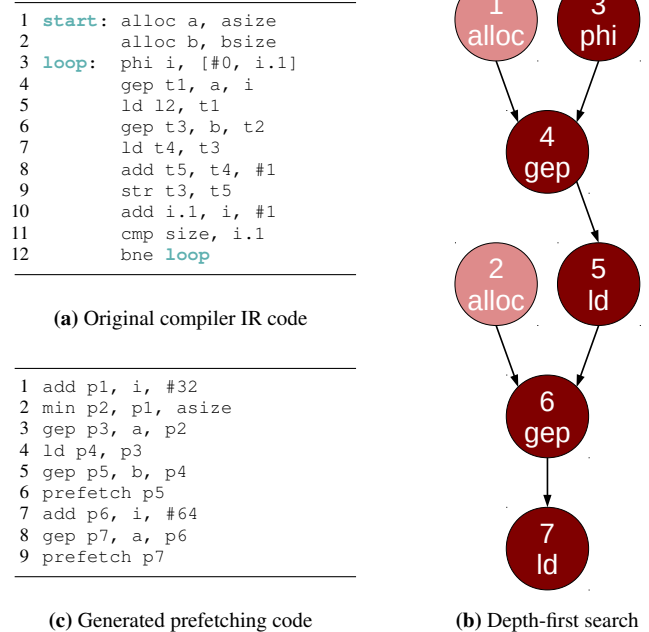 1 start: alloc a, asize
2 alloc b, bsize
3 loop: phi i, [#0, i.1]
4 gep t1, a, i
5 ld l2, t1
6 gep t3, b, t2
7 ld t4, t3
8 add t5, t4, #1
9 str t3, t5
10 add i.1, i, #1
11 cmp size, i.1
12 bne loop
(a) Original compiler IR code
1 add p1, i, #32
2 min p2, p1, asize
3 gep p3, a, p2
4 ld p4, p3
5 gep p5, b, p4
6 prefetch p5
7 add p6, i, #64
8 gep p7, a, p6
9 prefetch p7
(c) Generated prefetching code
1
alloc
3
phi
4
gep
2
alloc
5
ld
6
gep
7
ld
(b) Depth-first search